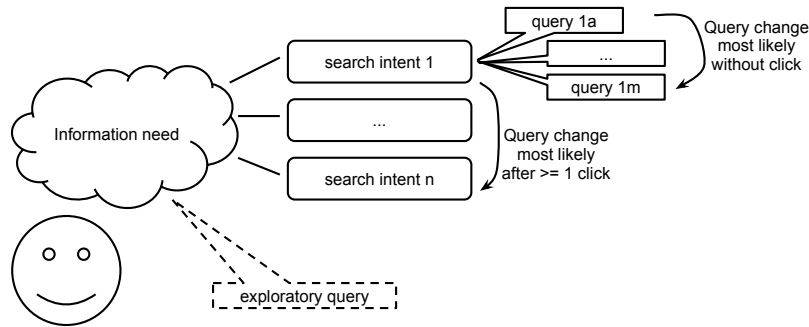 query 1a
Query change
most likely
without click
search intent 1
...
query 1m
Information need
...
Query change
most likely
after >= 1 click
search intent n
exploratory query